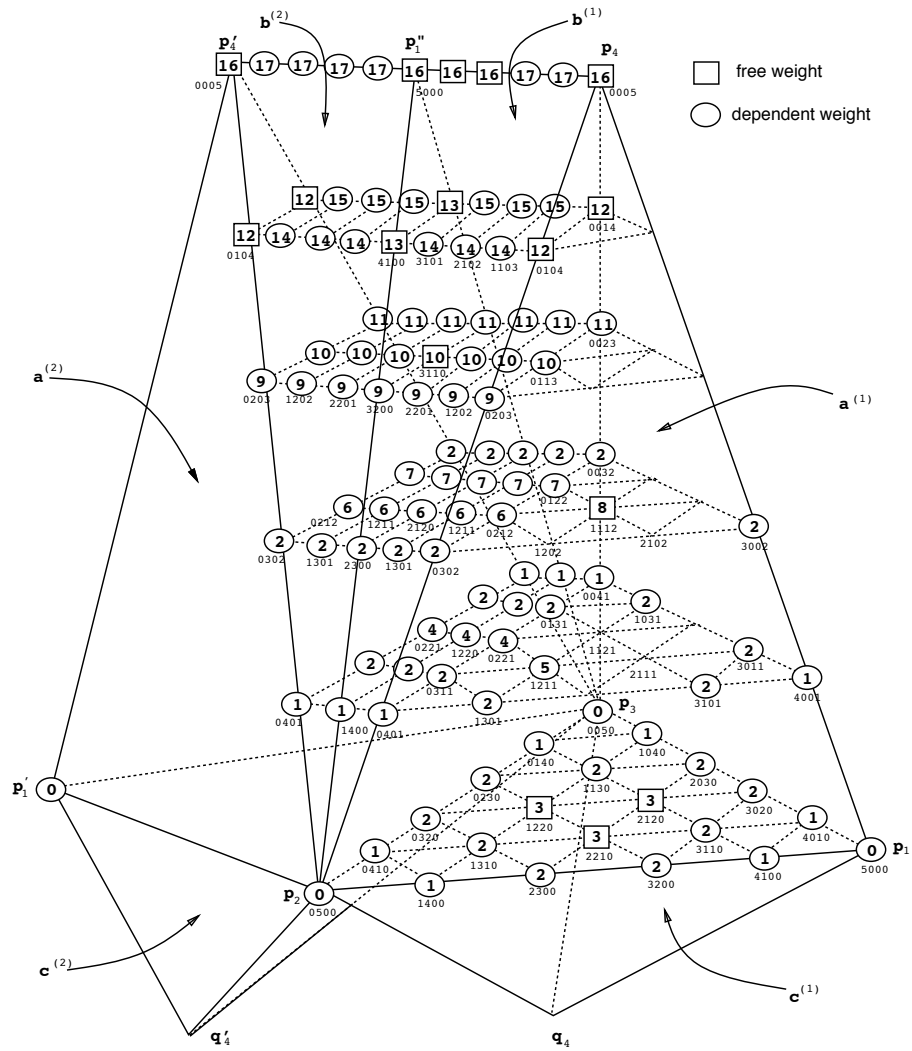 b(2) b(1)
p4′ p1″ p4
16 17 17 17 17 16 16 16 17 17 16
0005 5000 0005
free weight
dependent weight
12 15 15 15 13 15 15 15 12
0014
12 14 14 14 13 14 14 14 12
0104 4100 3101 2102 1103 0104
11 11 11 11 11 11 11
0023
10 10 10 10 10 10 10
3110 0113
9 9 9 9 9 9 9
0203 1202 2201 3200 2201 1202 0203
a(2) a(1)
2 2 2 2 2
0032
7 7 7 7 7
0122
6 6 6 6 6 8
0212 1211 2120 1211 0212 1112
2 2 2 2 2 2
0302 1301 2300 1301 0302 1202 2102 3002
1 1 1
0041
2 2 2 2
0131 1031
4 4 4
0221 1220 0221 1121 2111
2 2 2 5 2
0311 1211 3011
1 1 1 2 2 1
0401 1400 0401 1301 3101 4001
0 p3
0050
1 1
0140 1040
p1′ 0
2 2 2
0230 1130 2030
2 3 3 2
0320 1220 2120 3020
1 2 3 2 1
0410 1310 2210 3110 4010
p2 0 1 2 2 1 0 p1
0500 1400 2300 3200 4100 5000
c(2) c(1)
q4′ q4